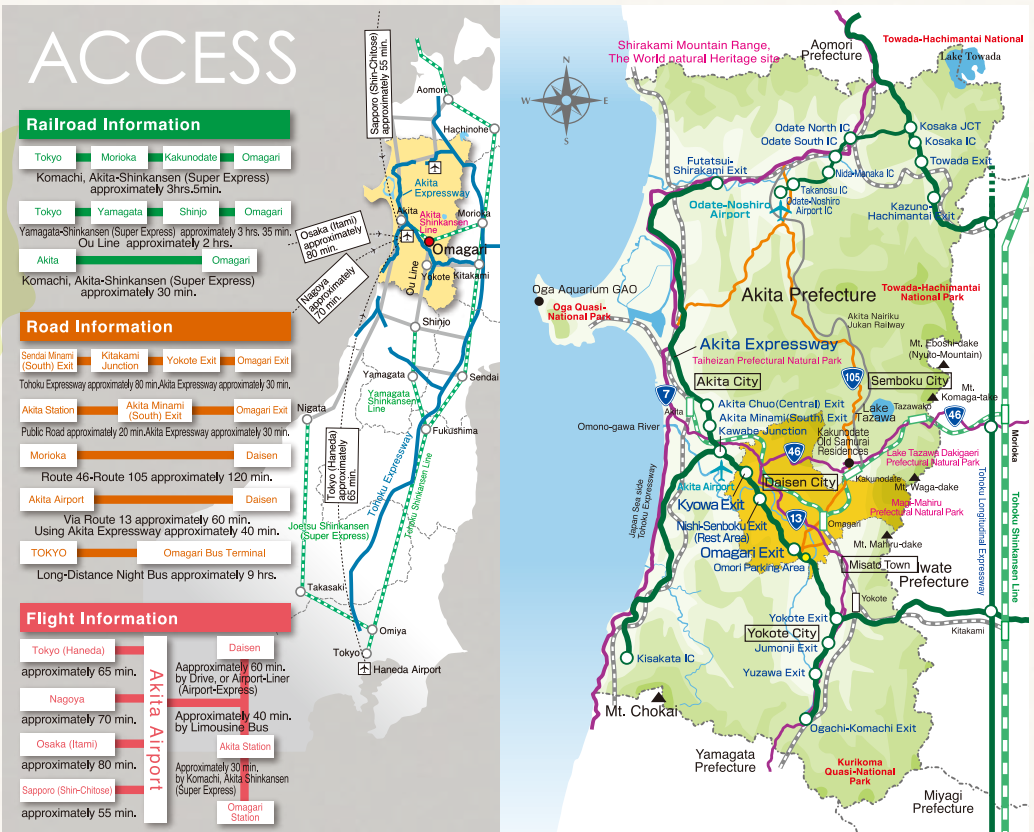 ACCESS
Railroad Information
Tokyo
Morioka
Kakunodate
Omagari
Komachi, Akita-Shinkansen (Super Express)
approximately 3hrs.5min.
Tokyo
Yamagata
Shinjo
Omagari
Yamagata-Shinkansen (Super Express) approximately 3 hrs. 35 min.
Ou Line approximately 2 hrs.
Akita
Omagari
Komachi, Akita-Shinkansen (Super Express)
approximately 30 min.
Road Information
Sendai Minami
(South) Exit
Kitakami
Junction
Yokote Exit
Omagari Exit
Tohoku Expressway approximately 80 min,Akita Expressway approximately 30 min.
Akita Station
Akita Minami
(South) Exit
Omagari Exit
Public Road approximately 20 min.Akita Expressway approximately 30 min.
Morioka
Daisen
Route 46-Route 105 approximately 120 min.
Akita Airport
Daisen
Via Route 13 approximately 60 min.
Using Akita Expressway approximately 40 min.
TOKYO
Omagari Bus Terminal
Long-Distance Night Bus approximately 9 hrs.
Flight Information
Tokyo (Haneda)
approximately 65 min.
Nagoya
approximately 70 min.
Osaka (Itami)
approximately 80 min.
Sapporo (Shin-Chitose)
approximately 55 min.
Akita Airport
Daisen
Aapproximately 60 min.
by Drive, or Airport-Liner
(Airport-Express)
Approximately 40 min.
by Limousine Bus
Akita Station
Aapproximately 30 min.
by Komachi, Akita Shinkansen
(Super Express)
Omagari
Station
Sapporo (Shin-Chitose)
approximately 55 min.
Aomori
Hachinohe
Akita
Expressway
Akita
Akita
Shinkansen
Line
Morioka
Osaka (Itami)
approximately
80 min.
Omagari
Nagoya
approximately
70 min.
Ou Line
Yokote
Kitakami
Shinjo
Yamagata
Sendai
Yamagata
Shinkansen
Line
Nigata
Fukushima
Tokyo (Haneda)
approximately
65 min.
Tohoku Expressway
Tohoku Shinkansen Line
Joetsu Shinkansen
(Super Express)
Takasaki
Omiya
Tokyo
Haneda Airport
N
W
E
S
Shirakami Mountain Range,
The World natural Heritage site
Aomori
Prefecture
Towada-Hachimantai National
Lake Towada
Odate North IC
Odate South IC
Kosaka JCT
Kosaka IC
Towada Exit
Futatsui-
Shirakami Exit
Nida-Manaka IC
Takanosu IC
Odate-Noshiro
Airport IC
Odate-Noshiro
Airport
Kazuno-
Hachimantai Exit
Oga Aquarium GAO
Oga Quasi-
National Park
Akita Prefecture
Towada-Hachimantai
National Park
Akita Nairiku
Jukan Railway
Akita Expressway
Taiheizan Prefectural Natural Park
Mt. Eboshi-dake
(Nyuto-Mountain)
Akita City
105
Semboku City
Mt.
Komaga-take
7
Akita
Akita Chuo(Central) Exit
Akita Minami(South) Exit
Kawabe-Junction
Omono-gawa River
Lake
Tazawa
Tazawako
46
Kakunodate
Old Samurai
Residences
46
Lake Tazawa Dakigaeri
Prefectural Natural Park
Morioka
Akita Airport
Daisen City
Kakunodate
Mt. Waga-dake
Kyowa Exit
Magi-Mahiru
Prefectural Natural Park
Japan Sea side
Tohoku Expressway
Nishi-Senboku Exit
(Rest Area)
13
Omagari
Mt. Mahiru-dake
Omagari Exit
Omori Parking Area
Misato Town
Iwate
Prefecture
Tohoku Longitudinal Expressway
Tohoku Shinkansen Line
Yokote
Yokote Exit
Kitakami
Yokote City
Jumonji Exit
Kisakata IC
Yuzawa Exit
Mt. Chokai
Ogachi-Komachi Exit
Yamagata
Prefecture
Kurikoma
Quasi-National
Park
Miyagi
Prefecture